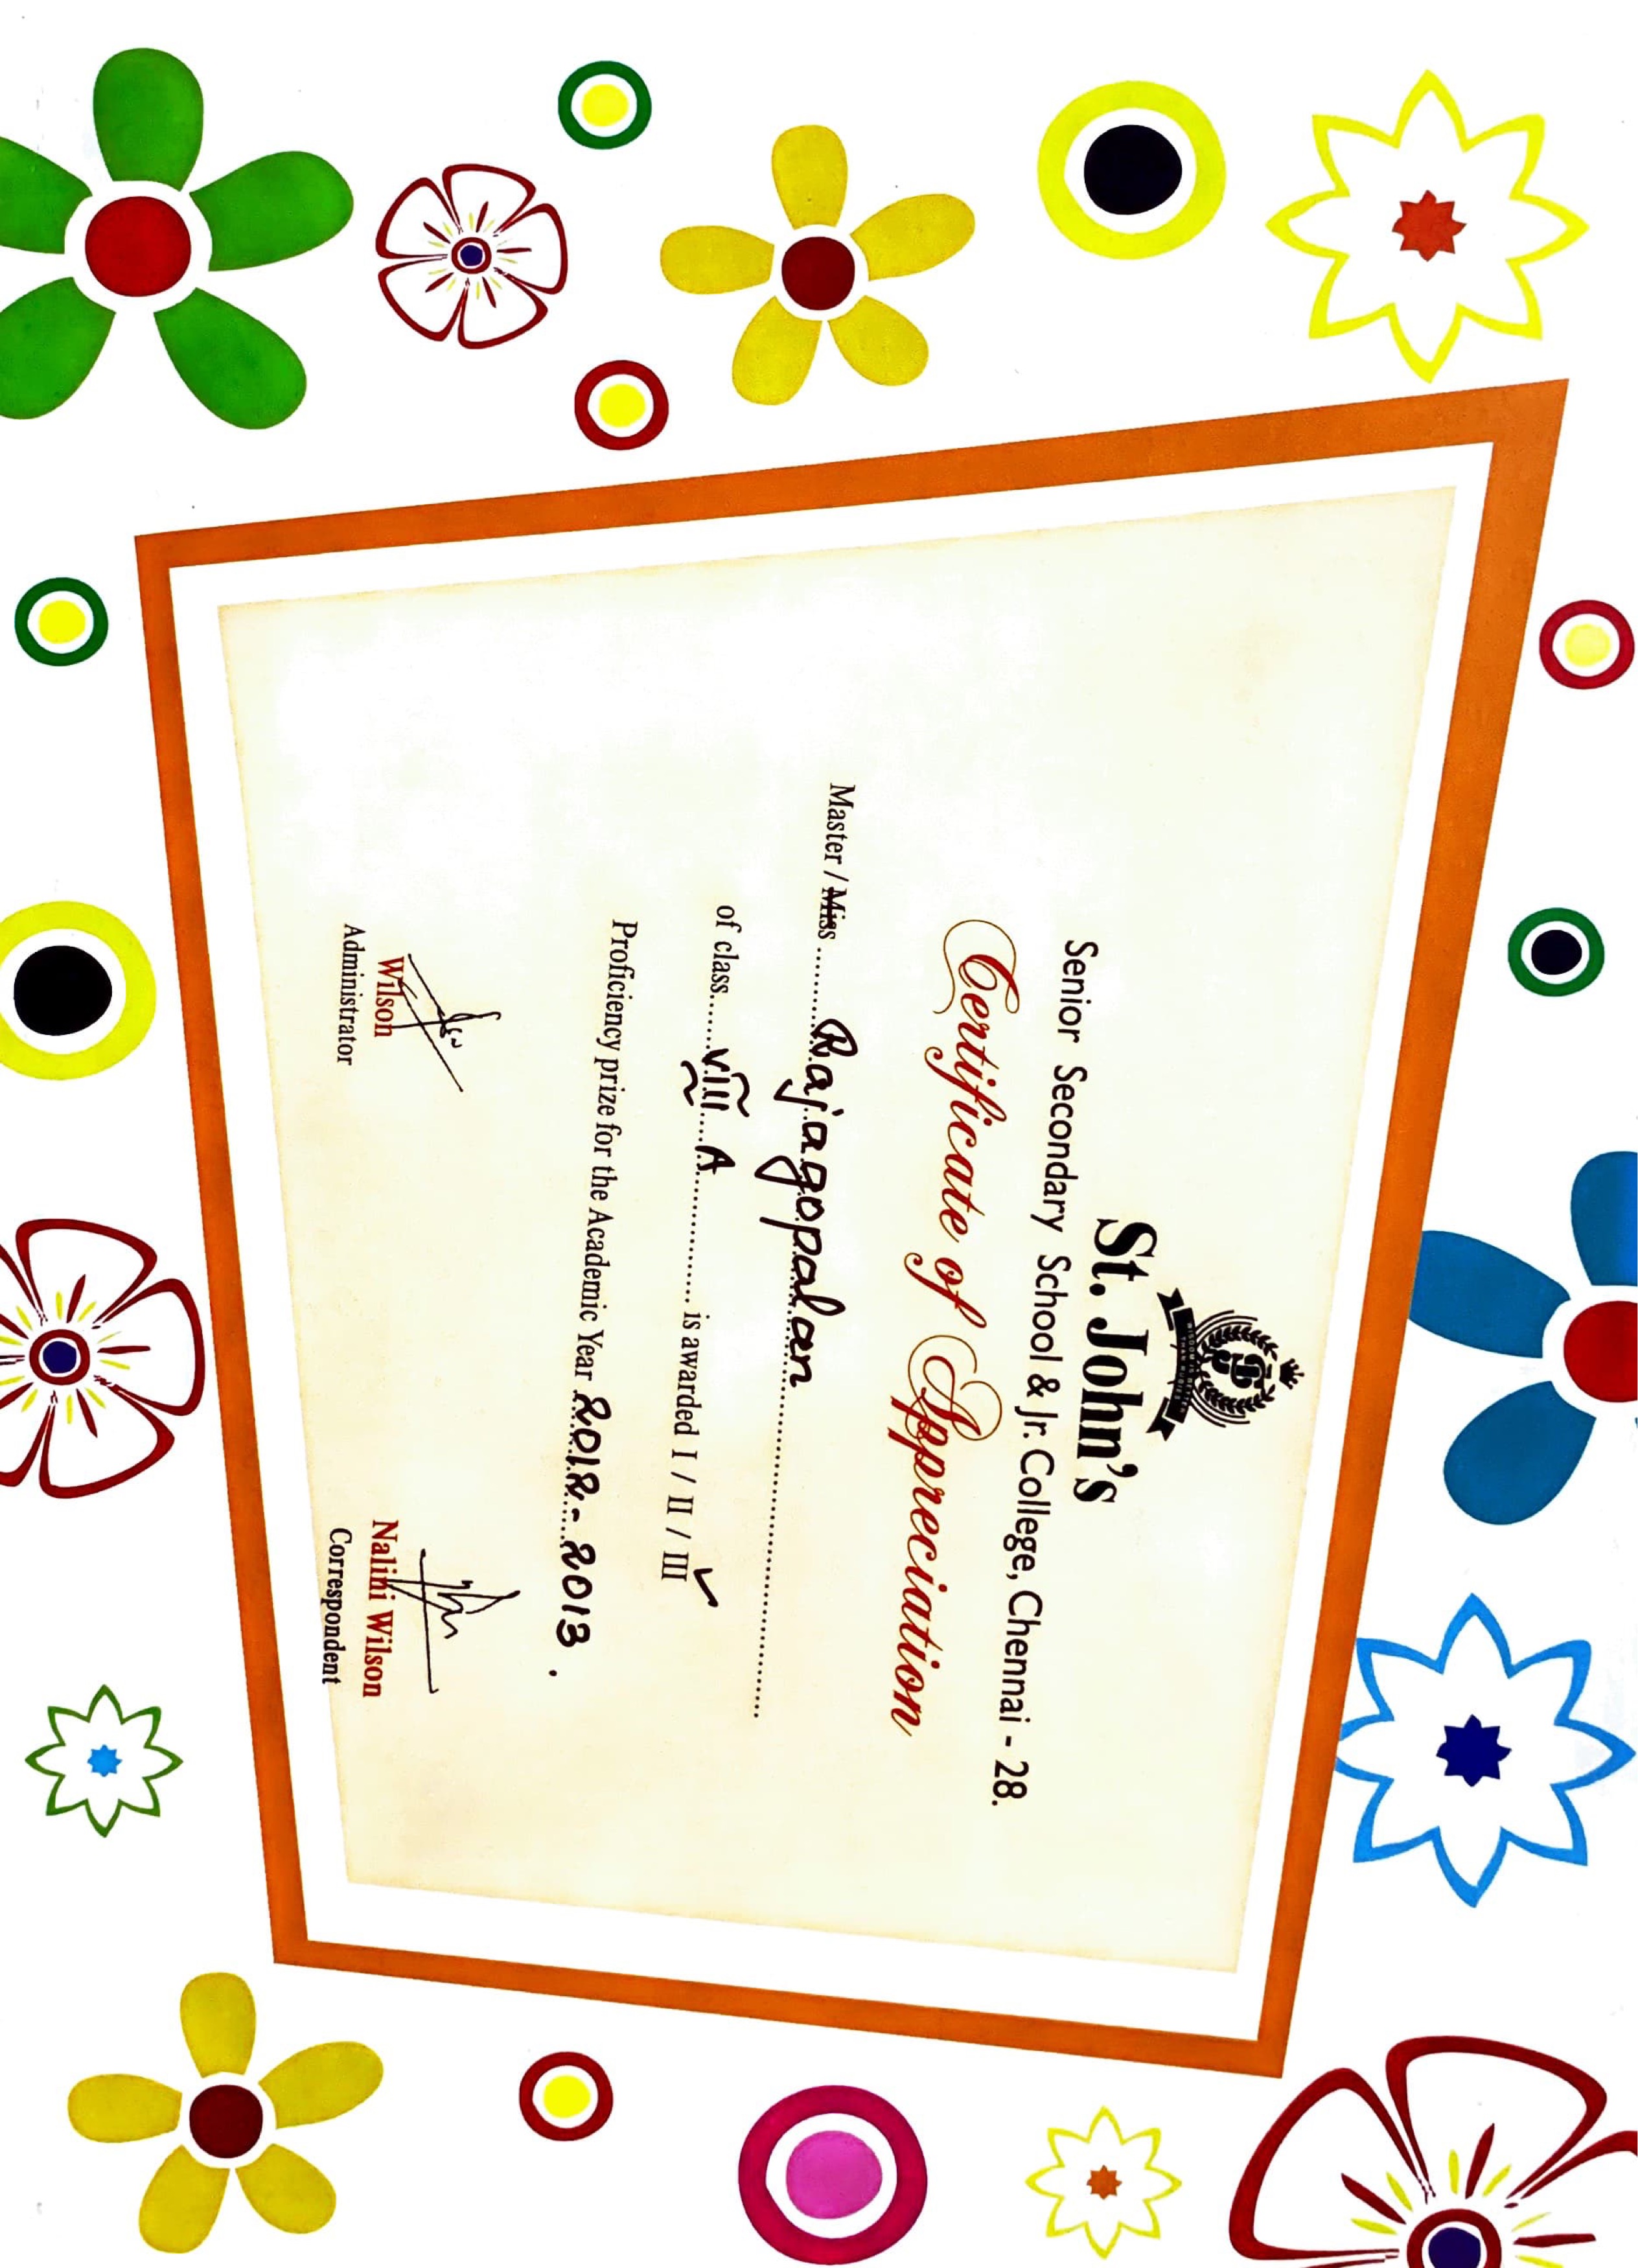 WISDOM IS BETTER
THAN RUBIES
St. John's
Senior Secondary School & Jr. College, Chennai - 28.
Certificate of Appreciation
Master / Miss ........ Rajagopalan ........
of class...... VIII A ........ is awarded I / II / III ✓
Proficiency prize for the Academic Year 2012 - 2013 .
Wilson
Administrator
Nalini Wilson
Correspondent